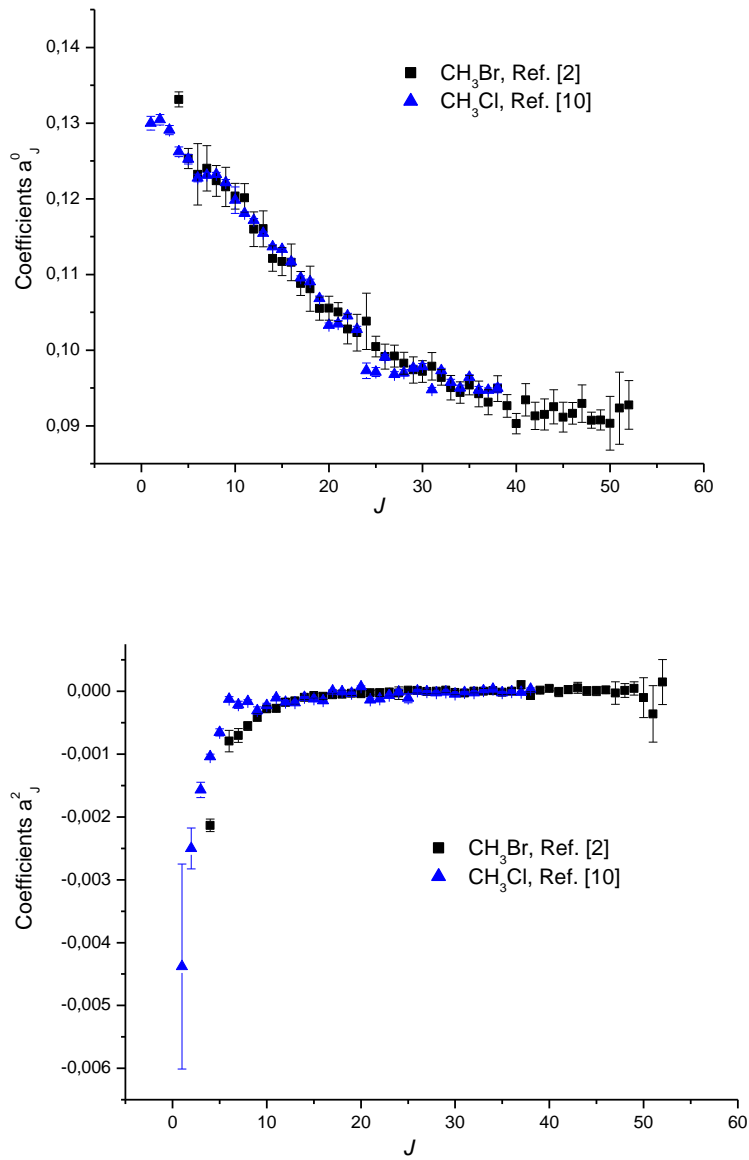 0,14
0,13
0,12
0,11
0,10
0,09
Coefficients a⁰_J
CH₃Br, Ref. [2]
CH₃Cl, Ref. [10]
0 10 20 30 40 50 60
J
0,000
-0,001
-0,002
-0,003
-0,004
-0,005
-0,006
Coefficients a²_J
CH₃Br, Ref. [2]
CH₃Cl, Ref. [10]
0 10 20 30 40 50 60
J